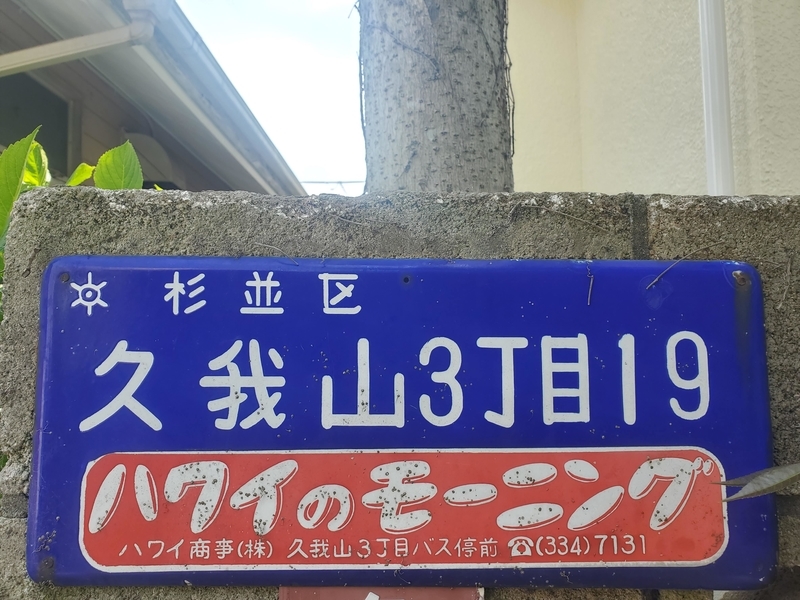 杉並区
久我山3丁目19
ハワイのモーニング
ハワイ商事(株) 久我山3丁目バス停前 ☎(334)7131